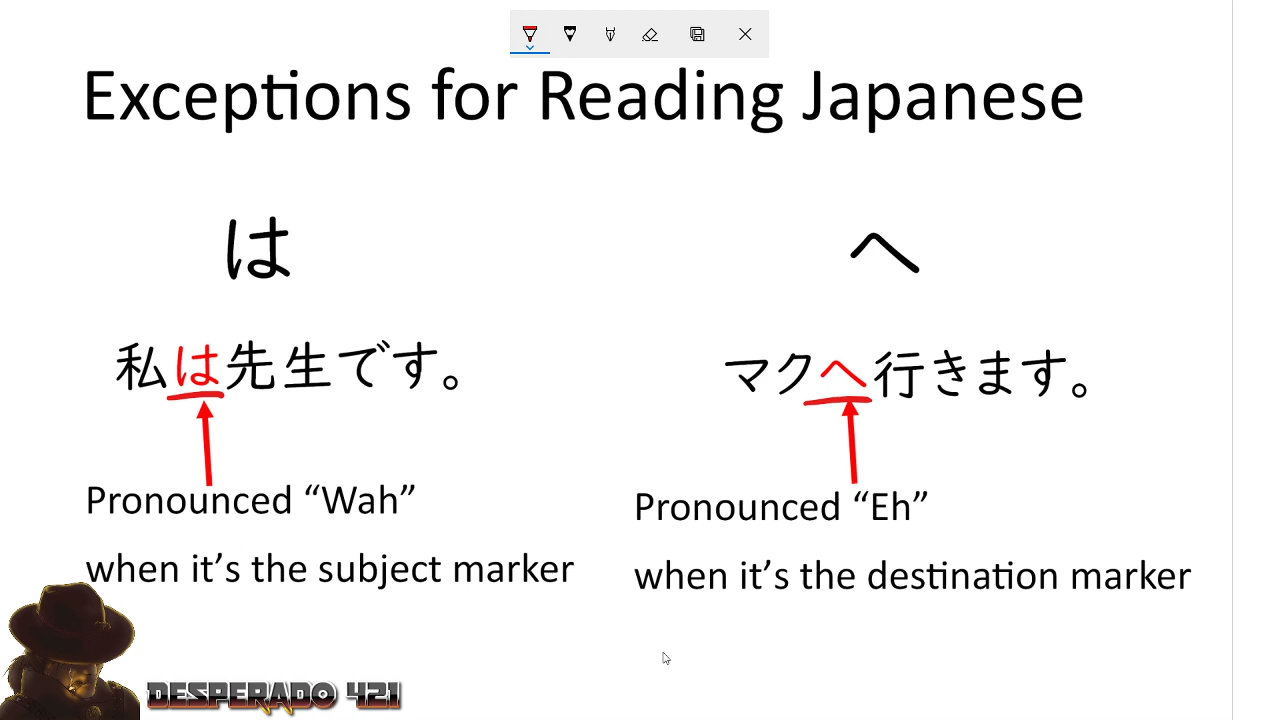 Exceptions for Reading Japanese
は
へ
私は先生です。
マクへ行きます。
Pronounced “Wah”
when it’s the subject marker
Pronounced “Eh”
when it’s the destination marker
DESPERADO 421